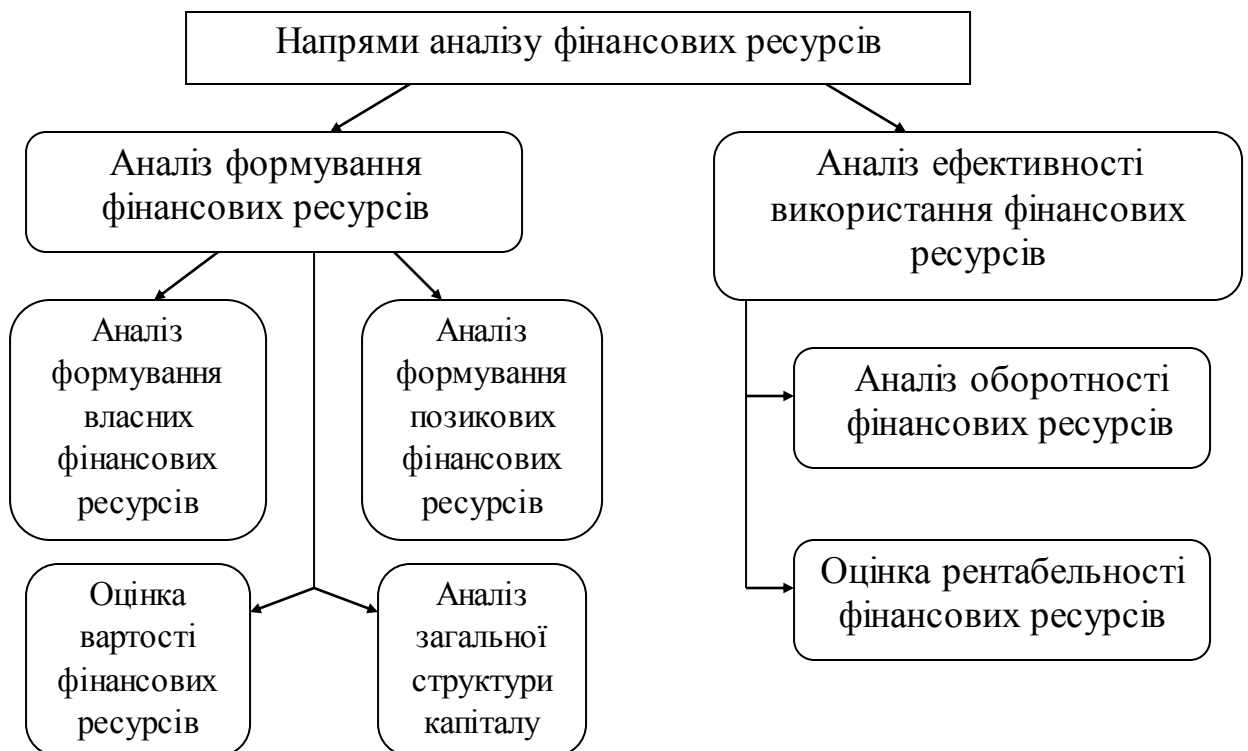 Напрями аналізу фінансових ресурсів
Аналіз формування
фінансових ресурсів
Аналіз ефективності
використання фінансових
ресурсів
Аналіз
формування
власних
фінансових
ресурсів
Аналіз
формування
позикових
фінансових
ресурсів
Аналіз оборотності
фінансових ресурсів
Оцінка
вартості
фінансових
ресурсів
Аналіз
загальної
структури
капіталу
Оцінка рентабельності
фінансових ресурсів